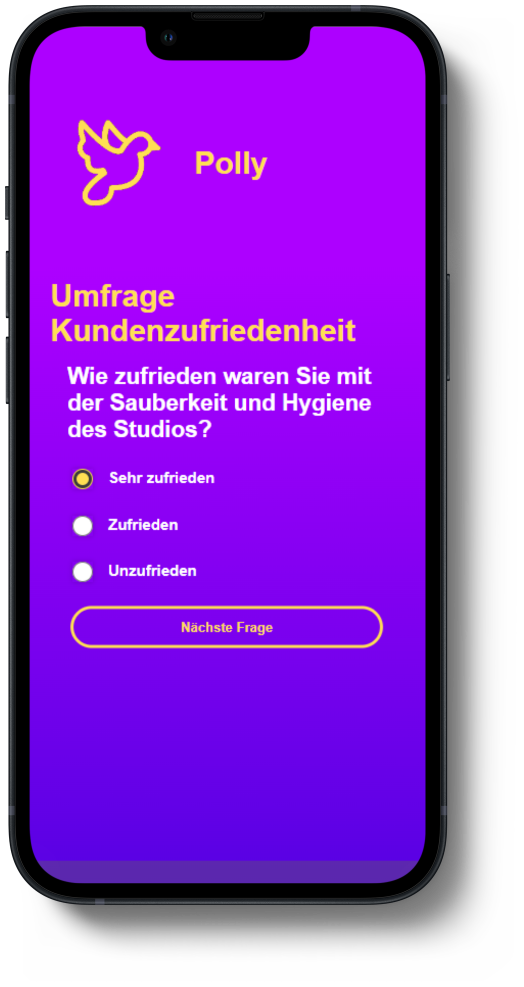 Polly
Umfrage
Kundenzufriedenheit
Wie zufrieden waren Sie mit
der Sauberkeit und Hygiene
des Studios?
Sehr zufrieden
Zufrieden
Unzufrieden
Nächste Frage